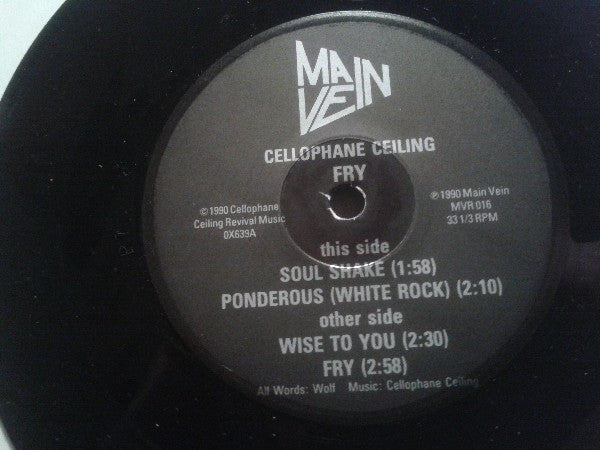 MAIN
VEIN
CELLOPHANE CEILING
FRY
©1990 Cellophane
Ceiling Revival Music
0X639A
℗1990 Main Vein
MVR 016
33 1/3 RPM
this side
SOUL SHAKE (1:58)
PONDEROUS (WHITE ROCK) (2:10)
other side
WISE TO YOU (2:30)
FRY (2:58)
All Words: Wolf Music: Cellophane Ceiling